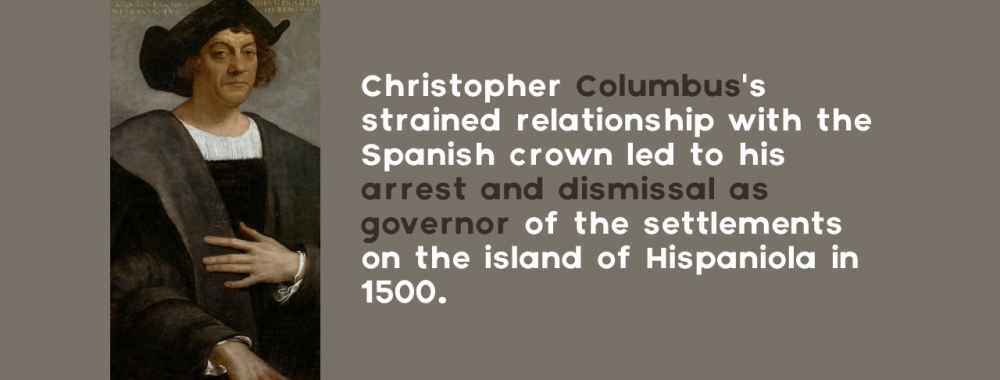 Christopher Columbus's
strained relationship with the
Spanish crown led to his
arrest and dismissal as
governor of the settlements
on the island of Hispaniola in
1500.